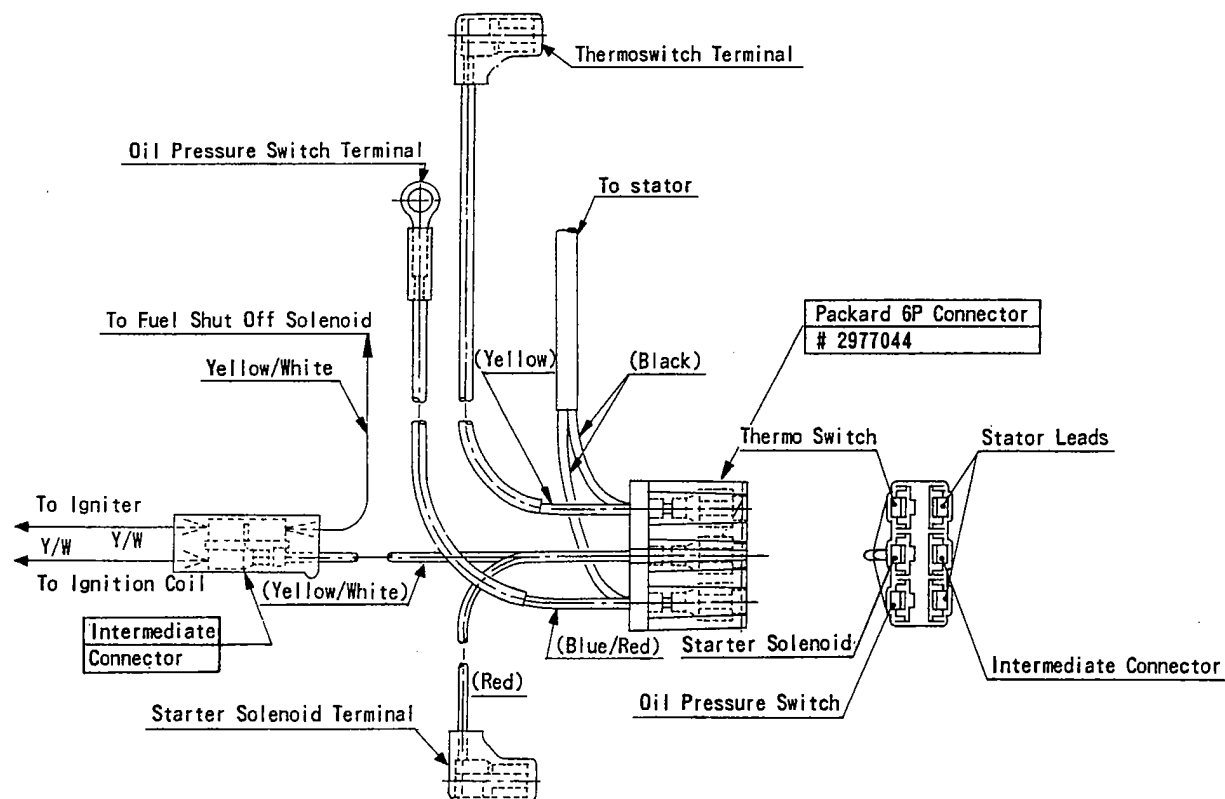 Thermoswitch Terminal
Oil Pressure Switch Terminal
To stator
To Fuel Shut Off Solenoid
Packard 6P Connector
# 2977044
Yellow/White
(Yellow)
(Black)
Thermo Switch
Stator Leads
To Igniter
Y/W
Y/W
To Ignition Coil
(Yellow/White)
Intermediate
Connector
(Blue/Red)
Starter Solenoid
Intermediate Connector
(Red)
Oil Pressure Switch
Starter Solenoid Terminal